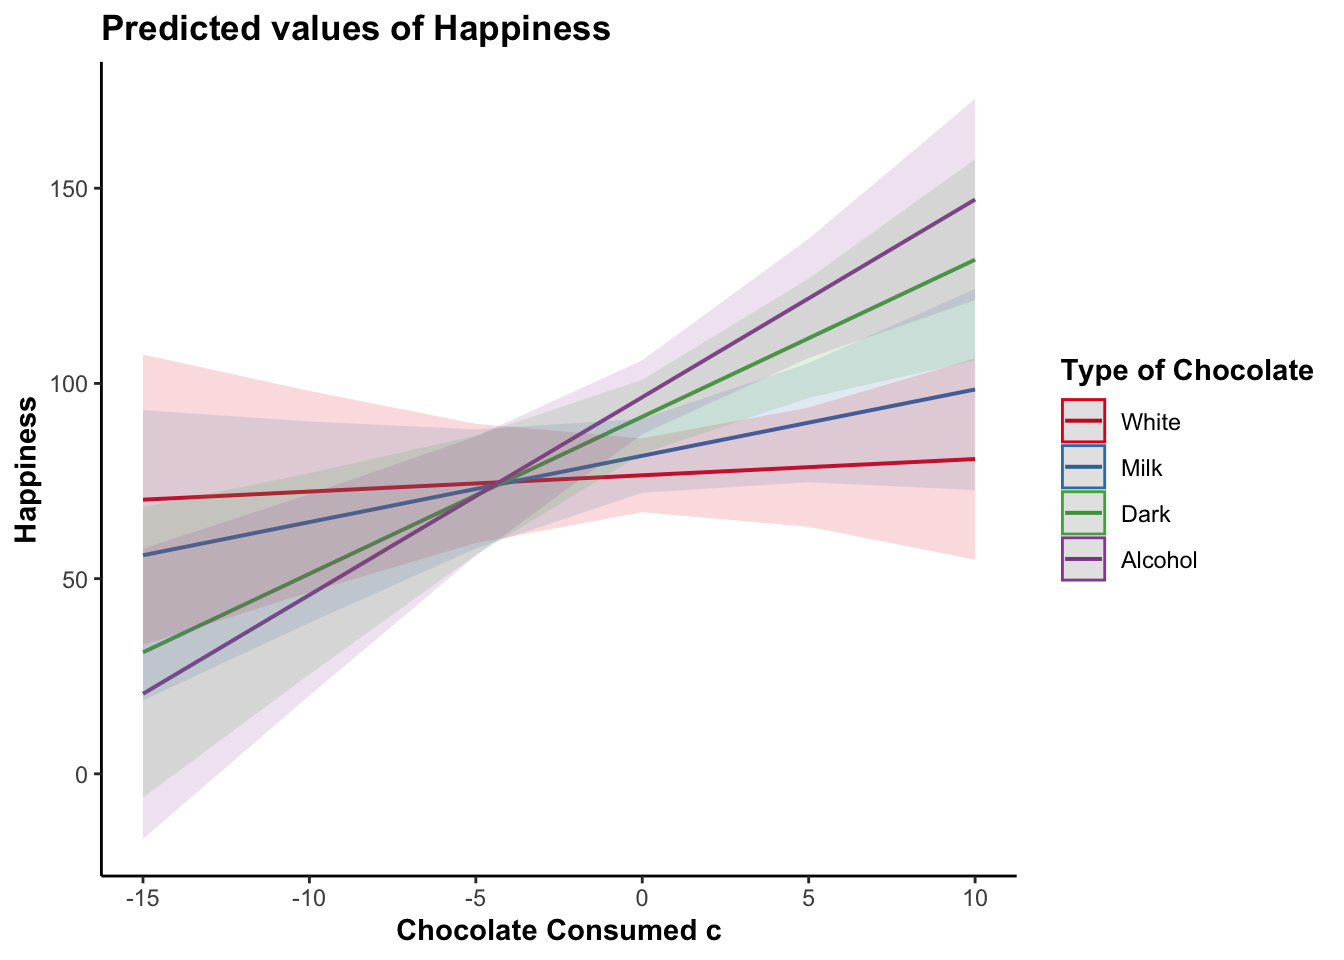 Predicted values of Happiness
150
100
50
0
Happiness
-15 -10 -5 0 5 10
Chocolate Consumed c
Type of Chocolate
White
Milk
Dark
Alcohol